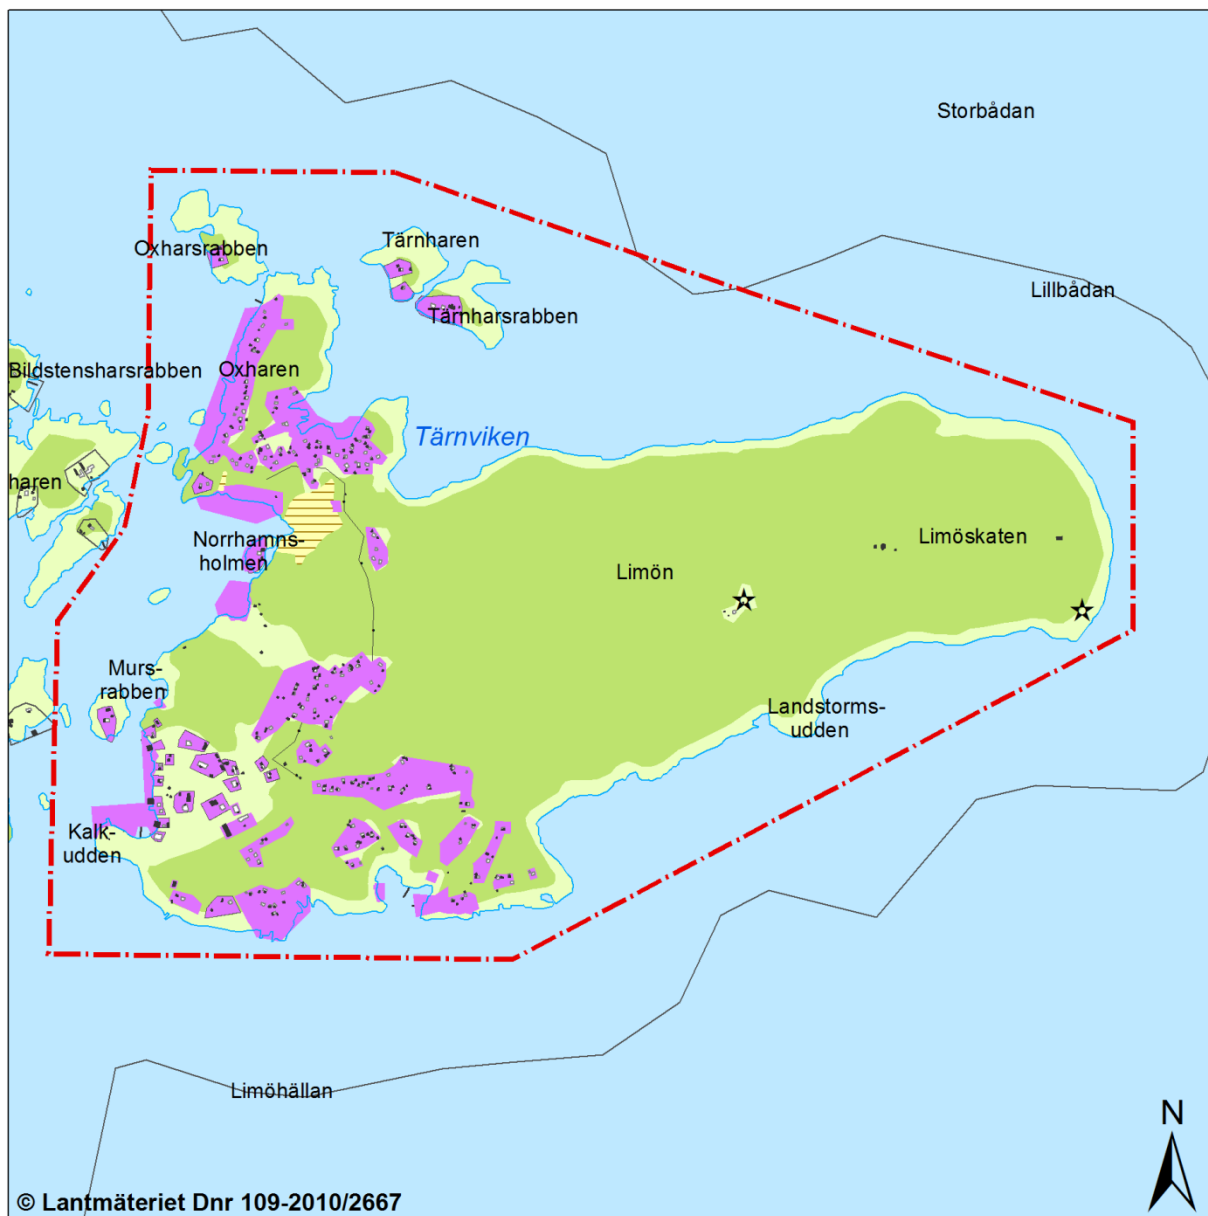 Storbådan
Oxharsrabben
Tärnharen
Lillbådan
Tärnharsrabben
Bildstensharsrabben
Oxharen
Tärnviken
haren
Norrhamns-
holmen
Limöskaten
Limön
Murs-
rabben
Landstorms-
udden
Kalk-
udden
Limöhällan
N
© Lantmäteriet Dnr 109-2010/2667